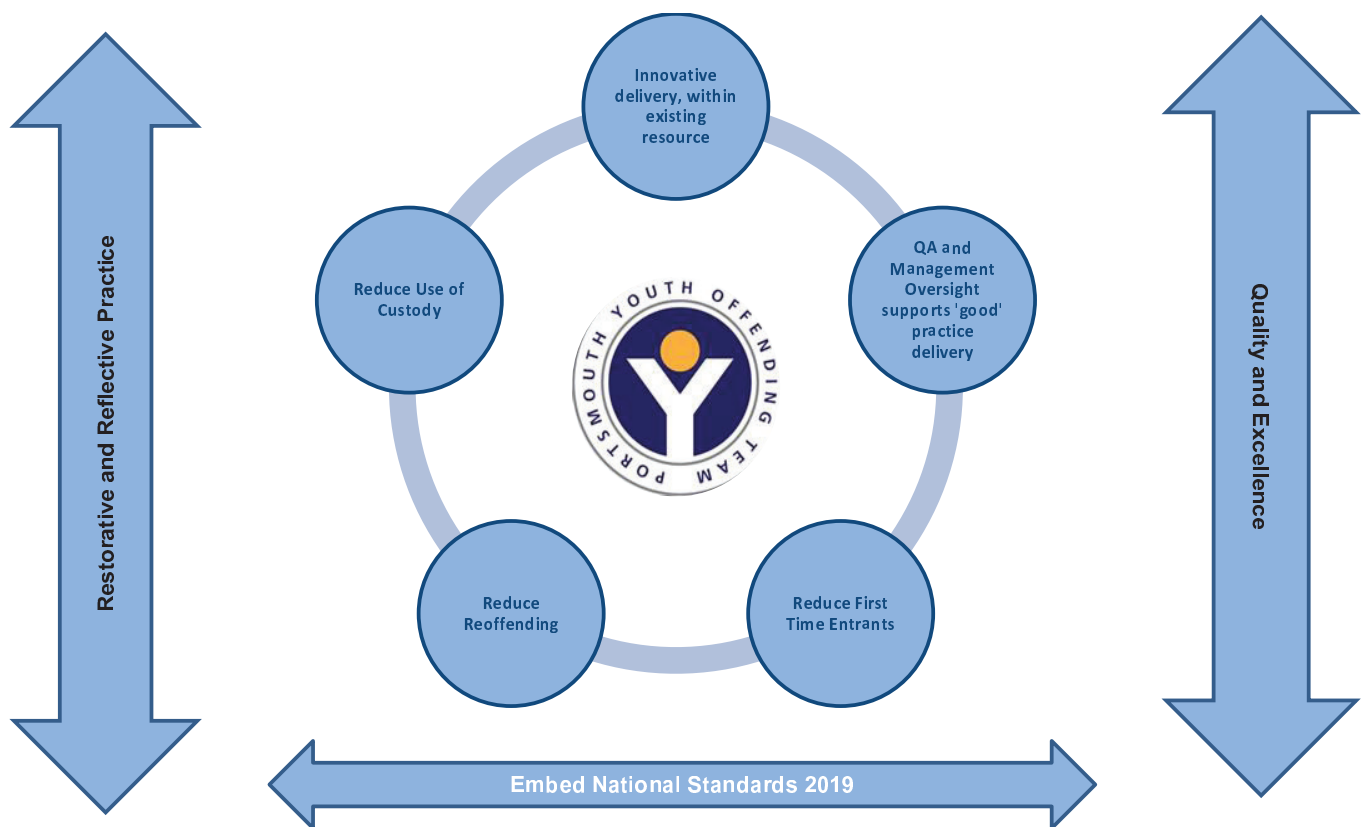 Innovative
delivery, within
existing
resource
QA and
Management
Oversight
supports 'good'
practice
delivery
Reduce First
Time Entrants
Reduce
Reoffending
Reduce Use of
Custody
PORTSMOUTH YOUTH OFFENDING TEAM
Y
Restorative and Reflective Practice
Quality and Excellence
Embed National Standards 2019